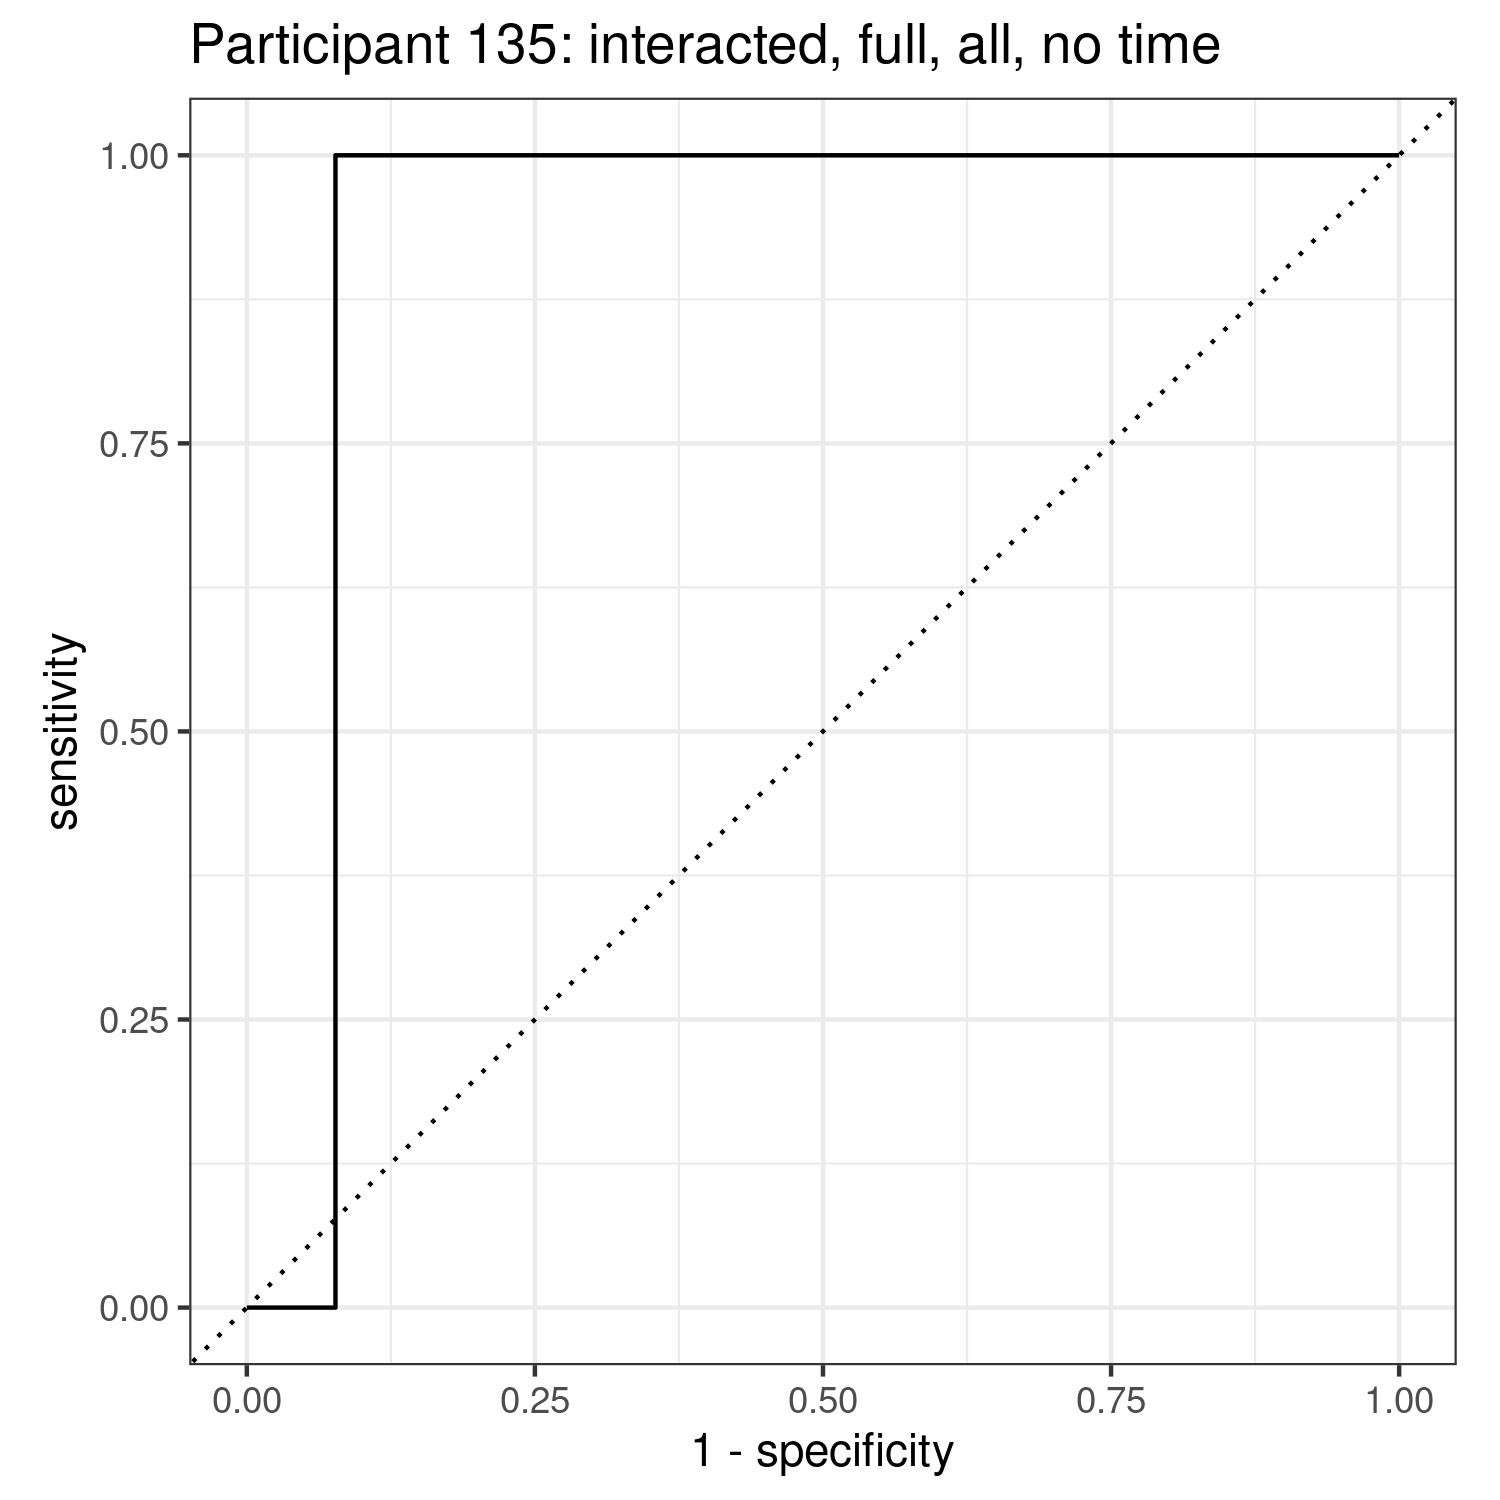 Participant 135: interacted, full, all, no time
1.00
0.75
0.50
0.25
0.00
sensitivity
0.00 0.25 0.50 0.75 1.00
1 - specificity